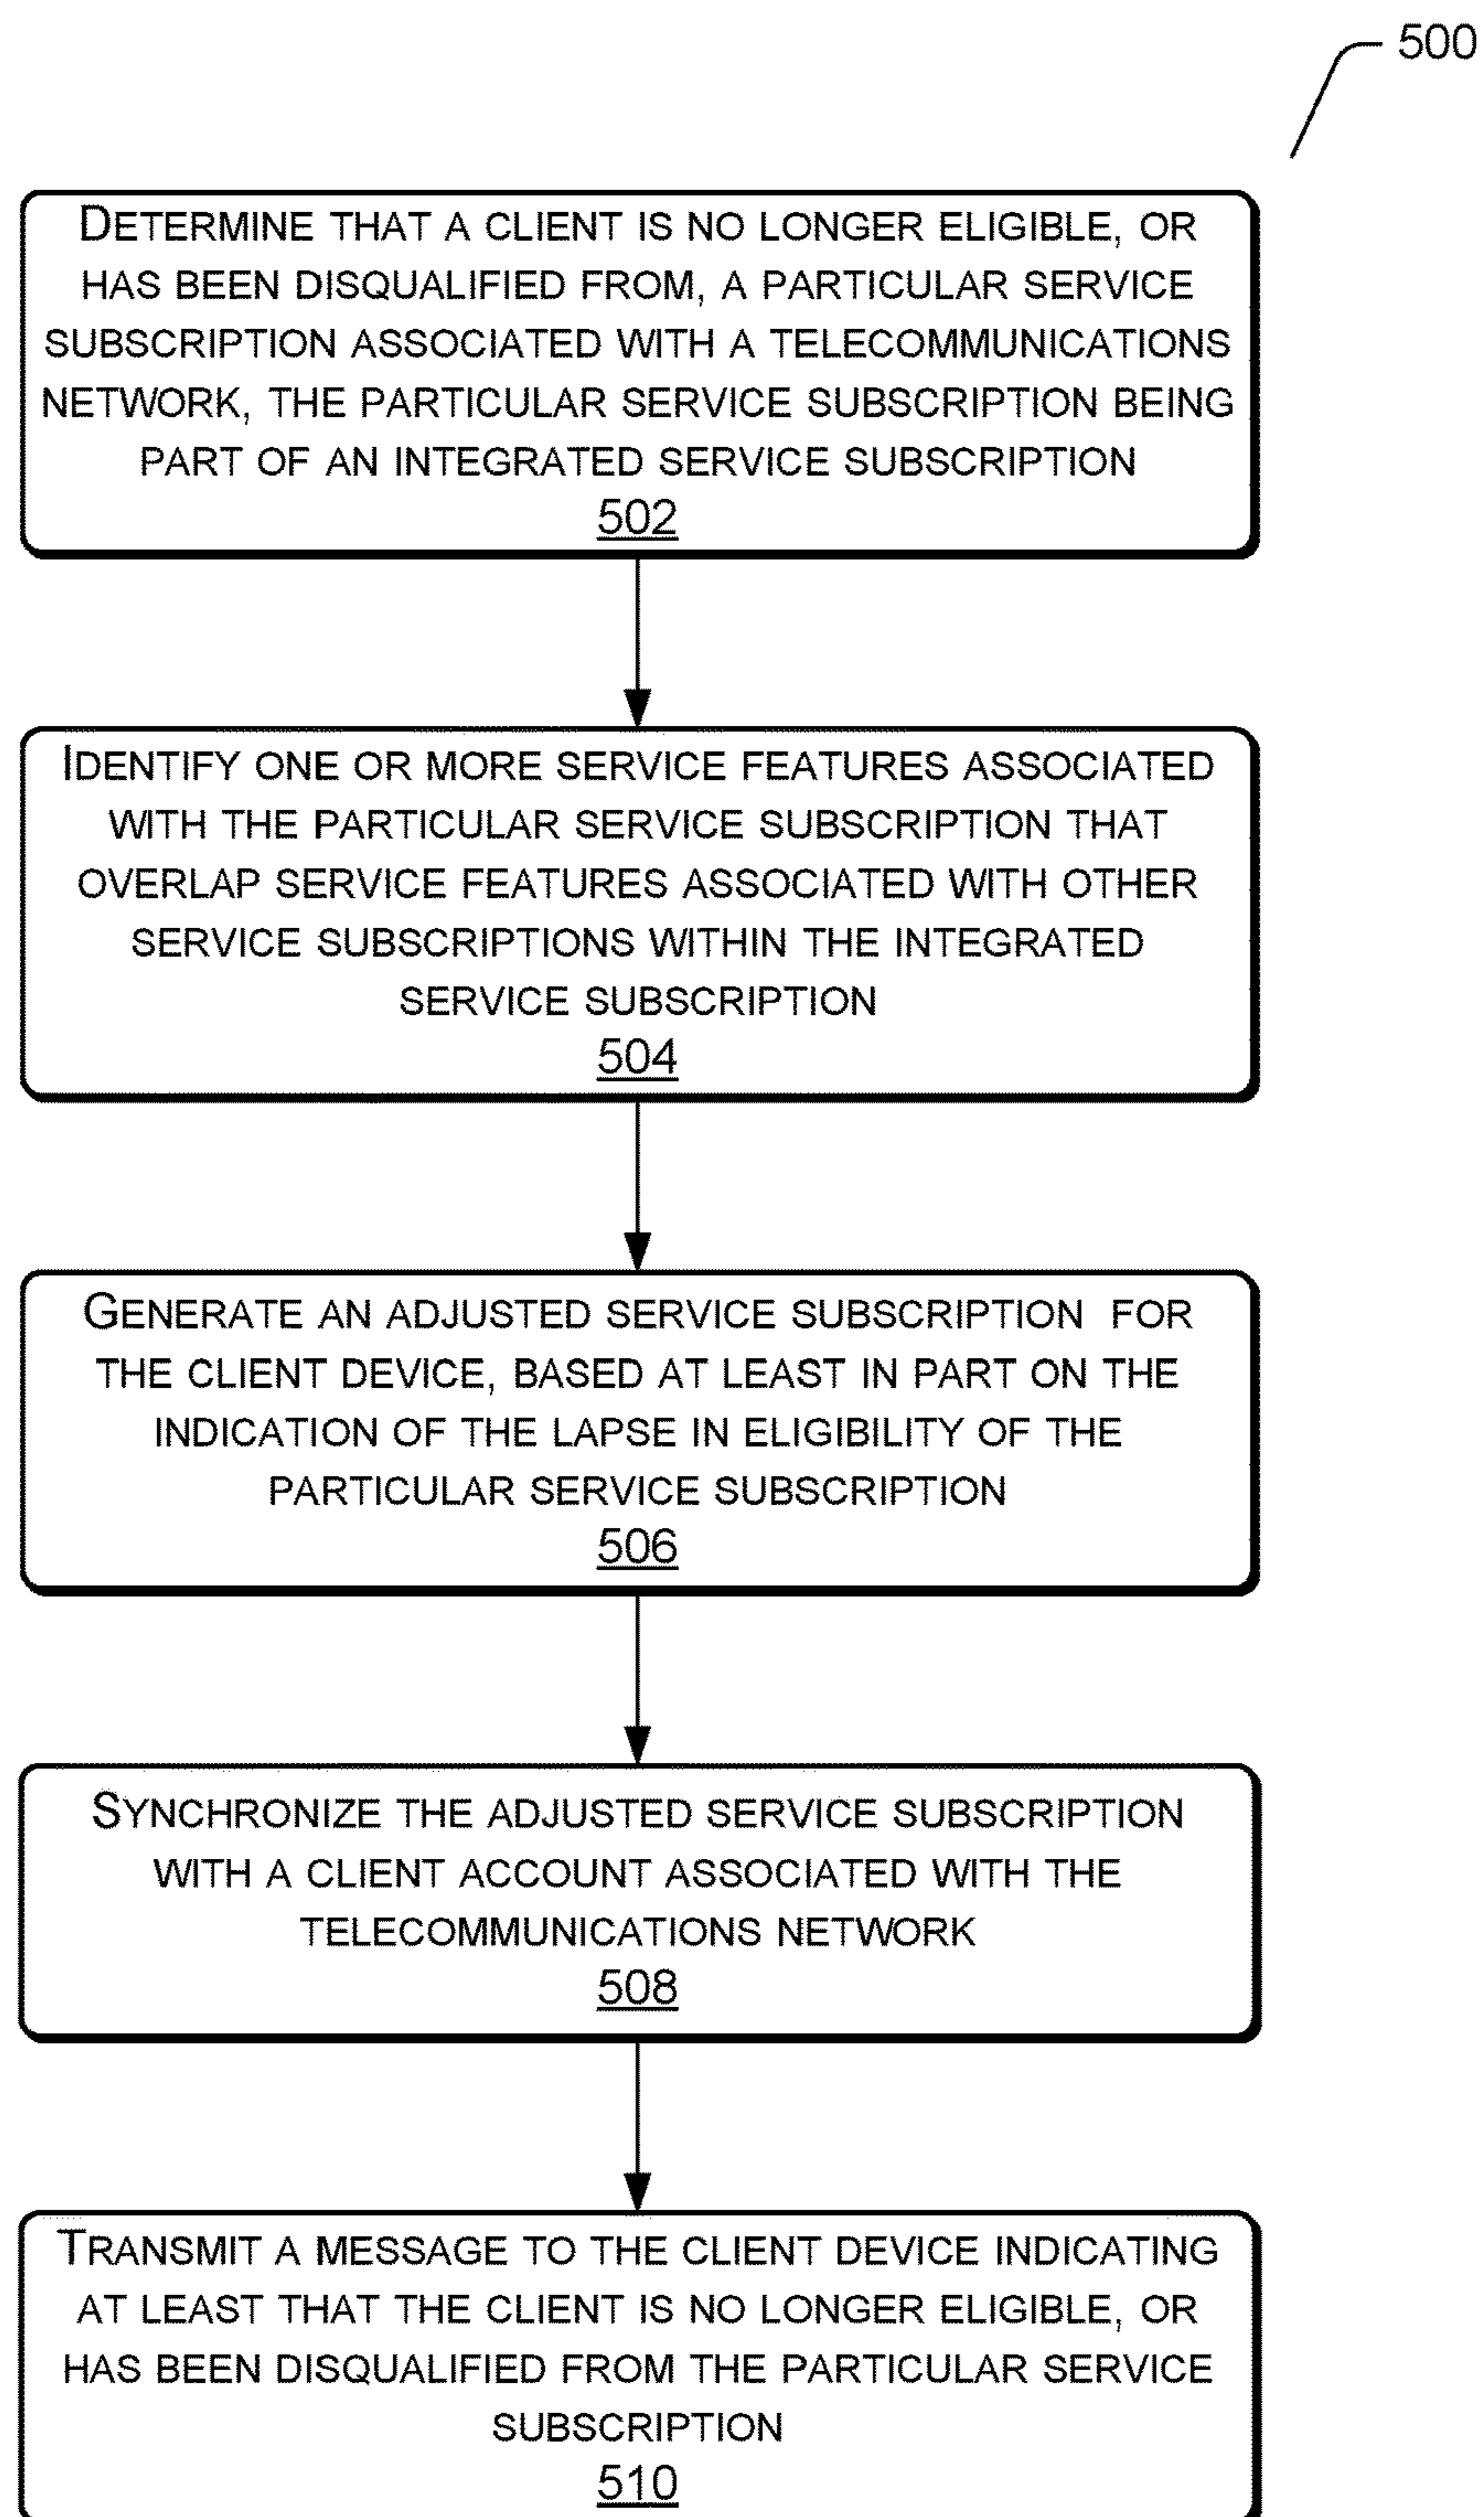 500
DETERMINE THAT A CLIENT IS NO LONGER ELIGIBLE, OR
HAS BEEN DISQUALIFIED FROM, A PARTICULAR SERVICE
SUBSCRIPTION ASSOCIATED WITH A TELECOMMUNICATIONS
NETWORK, THE PARTICULAR SERVICE SUBSCRIPTION BEING
PART OF AN INTEGRATED SERVICE SUBSCRIPTION
502
IDENTIFY ONE OR MORE SERVICE FEATURES ASSOCIATED
WITH THE PARTICULAR SERVICE SUBSCRIPTION THAT
OVERLAP SERVICE FEATURES ASSOCIATED WITH OTHER
SERVICE SUBSCRIPTIONS WITHIN THE INTEGRATED
SERVICE SUBSCRIPTION
504
GENERATE AN ADJUSTED SERVICE SUBSCRIPTION FOR
THE CLIENT DEVICE, BASED AT LEAST IN PART ON THE
INDICATION OF THE LAPSE IN ELIGIBILITY OF THE
PARTICULAR SERVICE SUBSCRIPTION
506
SYNCHRONIZE THE ADJUSTED SERVICE SUBSCRIPTION
WITH A CLIENT ACCOUNT ASSOCIATED WITH THE
TELECOMMUNICATIONS NETWORK
508
TRANSMIT A MESSAGE TO THE CLIENT DEVICE INDICATING
AT LEAST THAT THE CLIENT IS NO LONGER ELIGIBLE, OR
HAS BEEN DISQUALIFIED FROM THE PARTICULAR SERVICE
SUBSCRIPTION
510